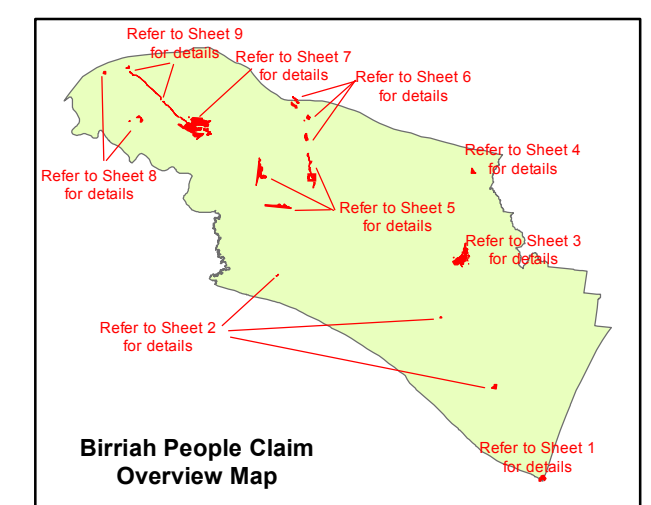 Refer to Sheet 9
for details
Refer to Sheet 7
for details
Refer to Sheet 6
for details
Refer to Sheet 4
for details
Refer to Sheet 8
for details
Refer to Sheet 5
for details
Refer to Sheet 3
for details
Refer to Sheet 2
for details
Birriah People Claim
Overview Map
Refer to Sheet 1
for details